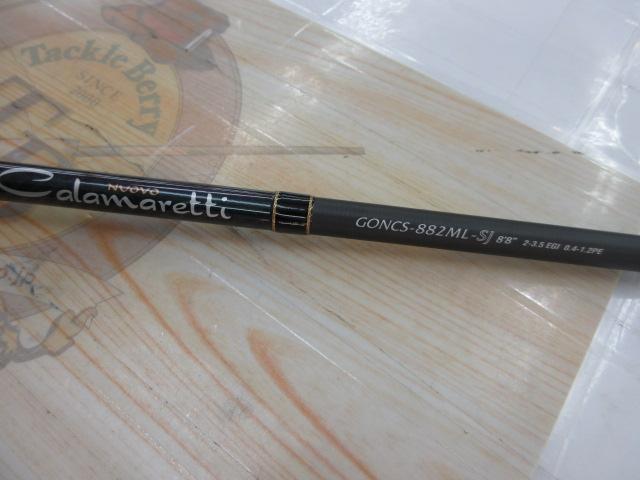 Tackle Berry
SINCE
NUOVO
Calamaretti
GONCS-882ML-SJ 8'8" 2-3.5 EGI 0.4-1.2PE